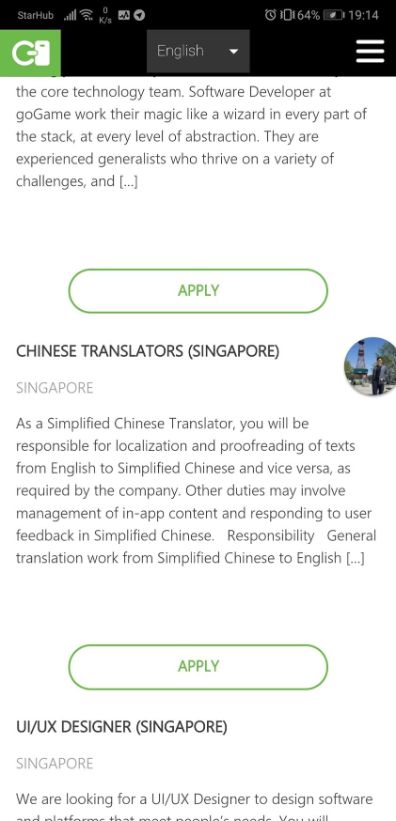 StarHub 0 K/s 64% 19:14
English
the core technology team. Software Developer at
goGame work their magic like a wizard in every part of
the stack, at every level of abstraction. They are
experienced generalists who thrive on a variety of
challenges, and [...]
APPLY
CHINESE TRANSLATORS (SINGAPORE)
SINGAPORE
As a Simplified Chinese Translator, you will be
responsible for localization and proofreading of texts
from English to Simplified Chinese and vice versa, as
required by the company. Other duties may involve
management of in-app content and responding to user
feedback in Simplified Chinese. Responsibility General
translation work from Simplified Chinese to English [...]
APPLY
UI/UX DESIGNER (SINGAPORE)
SINGAPORE
We are looking for a UI/UX Designer to design software
and platforms that meet people's needs. You will